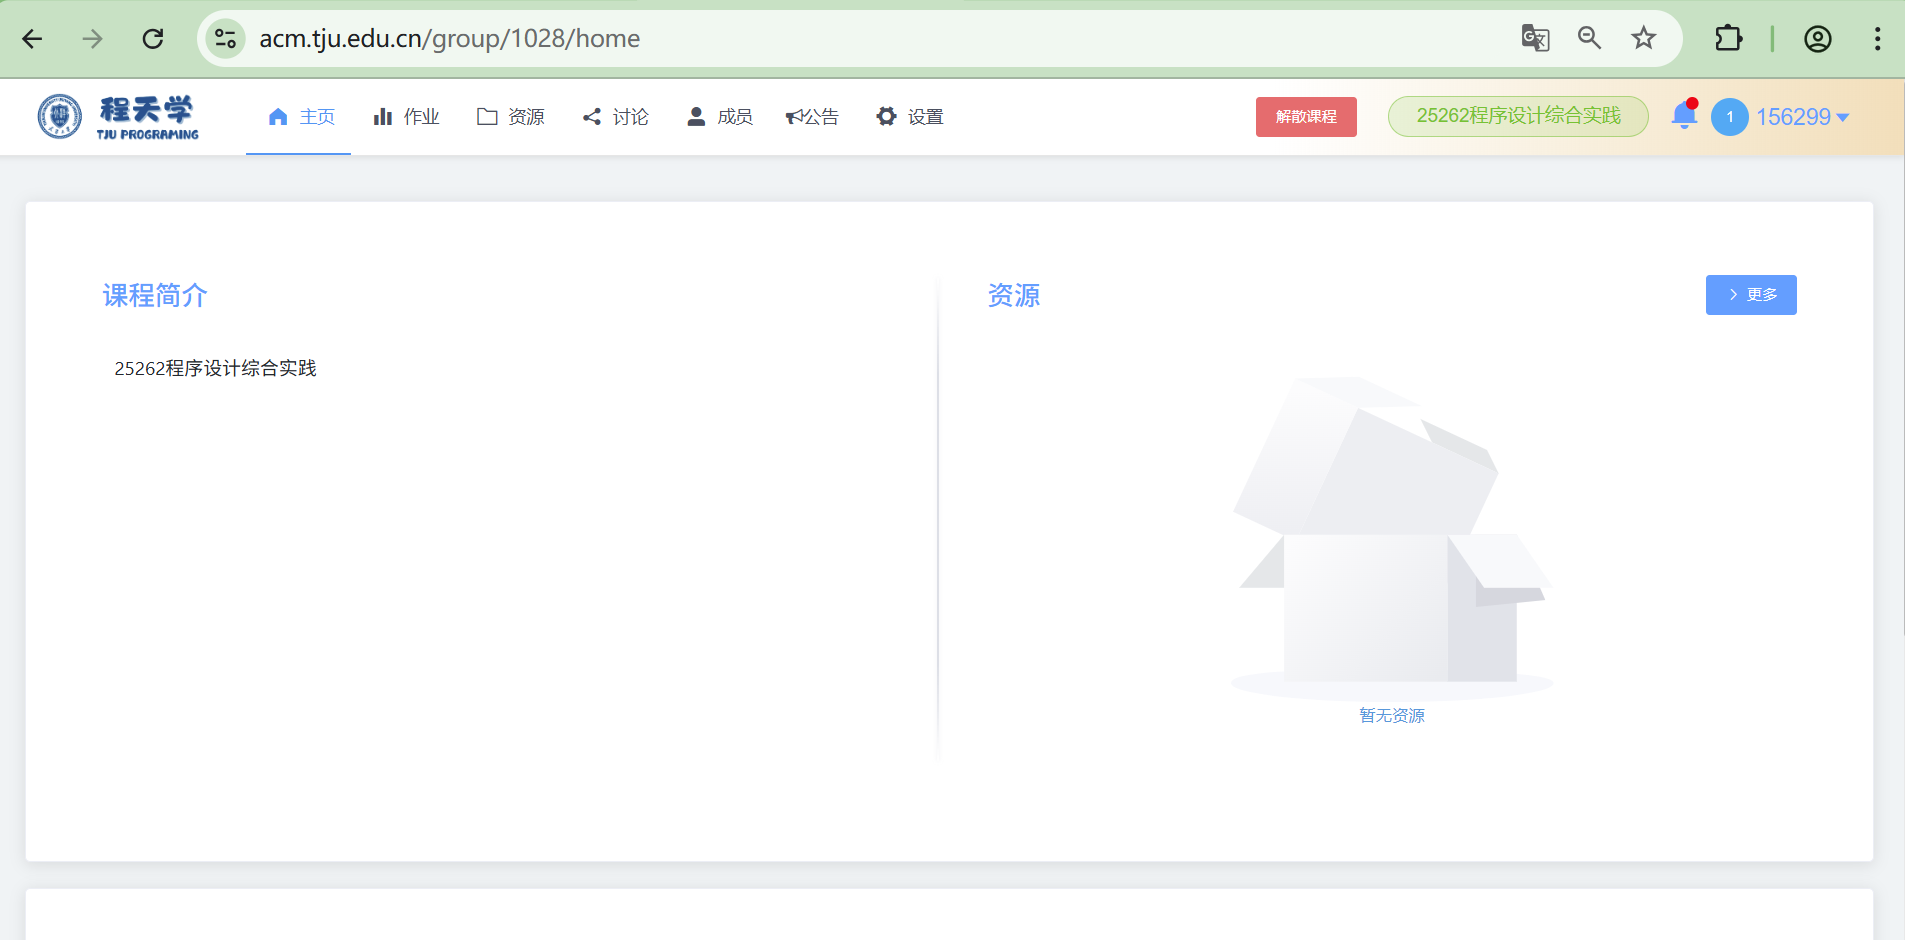 acm.tju.edu.cn/group/1028/home
程天学
TJU PROGRAMING
主页
作业
资源
讨论
成员
公告
设置
解散课程
25262程序设计综合实践
1
156299
课程简介
25262程序设计综合实践
资源
更多
暂无资源